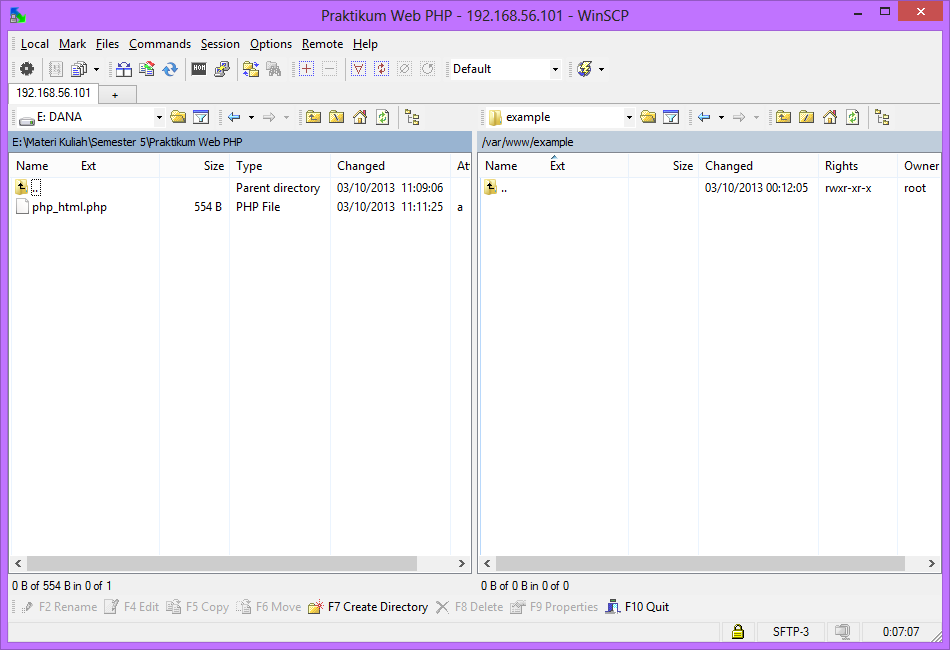 Praktikum Web PHP - 192.168.56.101 - WinSCP
Local Mark Files Commands Session Options Remote Help
Default
192.168.56.101 +
E: DANA
example
E:\Materi Kuliah\Semester 5\Praktikum Web PHP
/var/www/example
Name Ext Size Type Changed At
.. Parent directory 03/10/2013 11:09:06
php_html.php 554 B PHP File 03/10/2013 11:11:25 a
Name Ext Size Changed Rights Owner
.. 03/10/2013 00:12:05 rwxr-xr-x root
0 B of 554 B in 0 of 1
0 B of 0 B in 0 of 0
F2 Rename F4 Edit F5 Copy F6 Move F7 Create Directory F8 Delete F9 Properties F10 Quit
SFTP-3 0:07:07